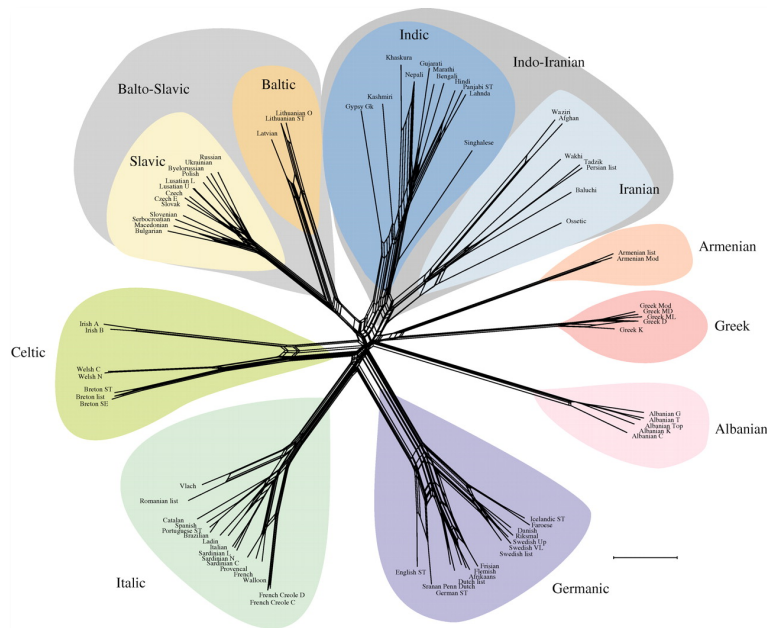 Indic
Khaskura
Gujarati
Marathi
Bengali
Nepali
Hindi
Panjabi ST
Lahnda
Kashmiri
Gypsy Gk
Singhalese
Indo-Iranian
Waziri
Afghan
Wakhi
Tadzik
Persian list
Baluchi
Ossetic
Iranian
Balto-Slavic
Baltic
Lithuanian O
Lithuanian ST
Latvian
Slavic
Russian
Ukrainian
Byelorussian
Polish
Lusatian L
Lusatian U
Czech
Czech E
Slovak
Slovenian
Serbocroatian
Macedonian
Bulgarian
Armenian
Armenian list
Armenian Mod
Greek
Greek Mod
Greek MD
Greek ML
Greek D
Greek K
Albanian
Albanian G
Albanian T
Albanian Top
Albanian K
Albanian C
Celtic
Irish A
Irish B
Welsh C
Welsh N
Breton ST
Breton list
Breton SE
Italic
Vlach
Romanian list
Catalan
Spanish
Portuguese ST
Brazilian
Ladin
Italian
Sardinian L
Sardinian N
Sardinian C
Provencal
French
Walloon
French Creole D
French Creole C
Germanic
Icelandic ST
Faroese
Danish
Riksmal
Swedish Up
Swedish VL
Swedish list
Frisian
Flemish
Afrikaans
Dutch list
Penn Dutch
German ST
Sranan
English ST